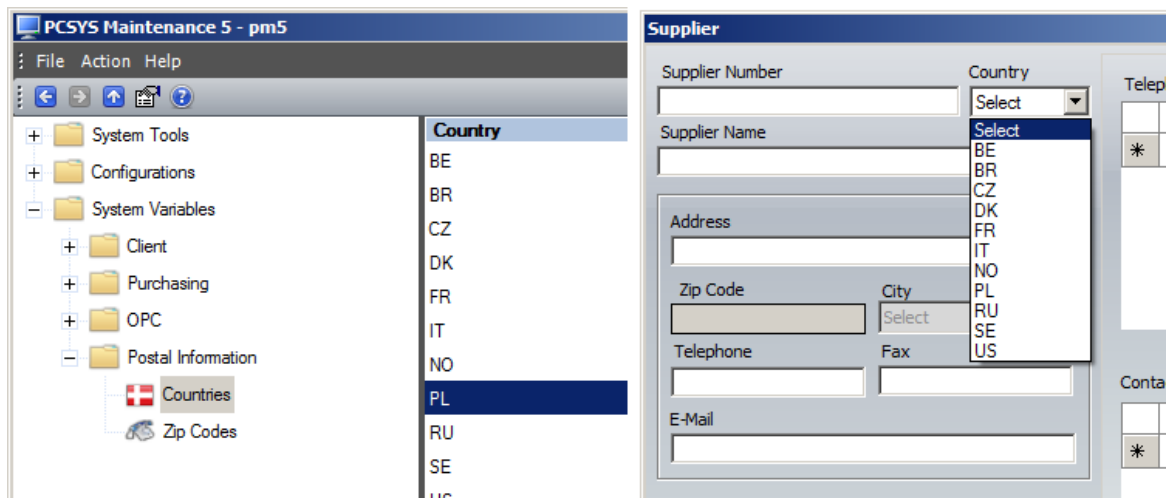 PCSYS Maintenance 5 - pm5
File Action Help
System Tools
Configurations
System Variables
Client
Purchasing
OPC
Postal Information
Countries
Zip Codes
Country
BE
BR
CZ
DK
FR
IT
NO
PL
RU
SE
US
Supplier
Supplier Number Country
Select
Supplier Name
Select
BE
BR
CZ
DK
FR
IT
NO
PL
RU
SE
US
Address
Zip Code City
Select
Telephone Fax
E-Mail
Telep
Conta